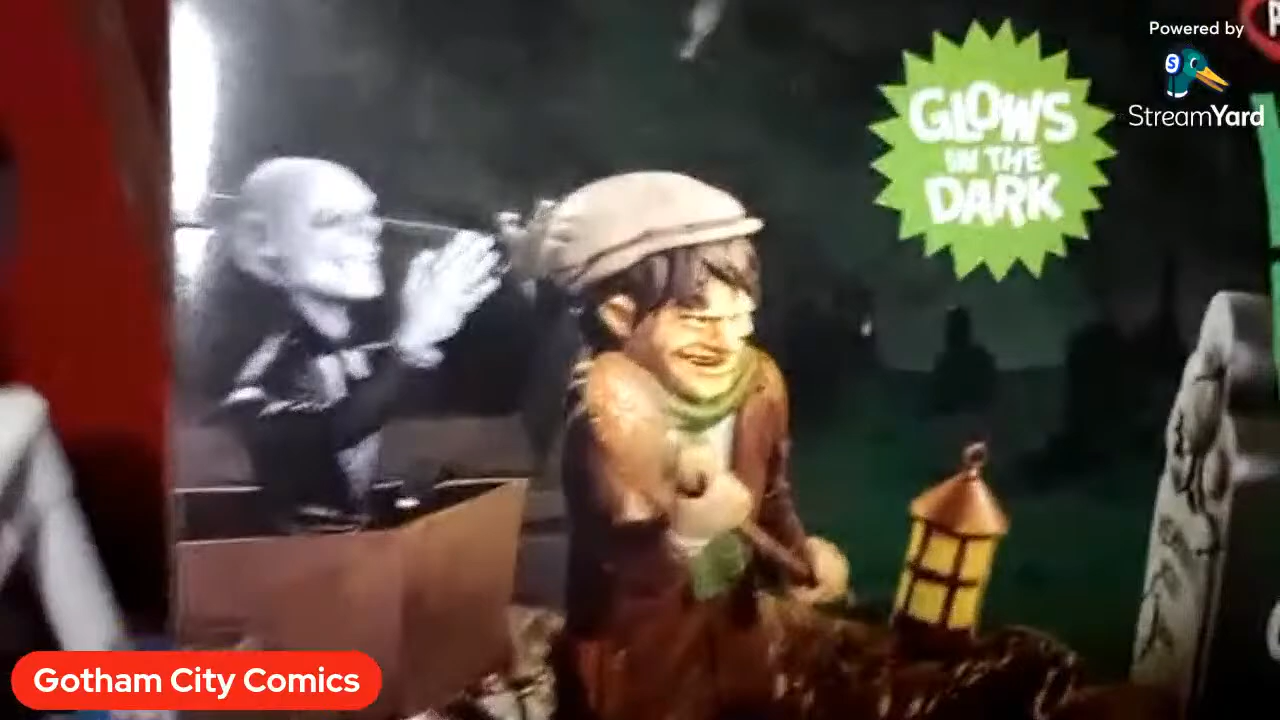 Powered by
StreamYard
GLOWS
IN THE
DARK
Gotham City Comics